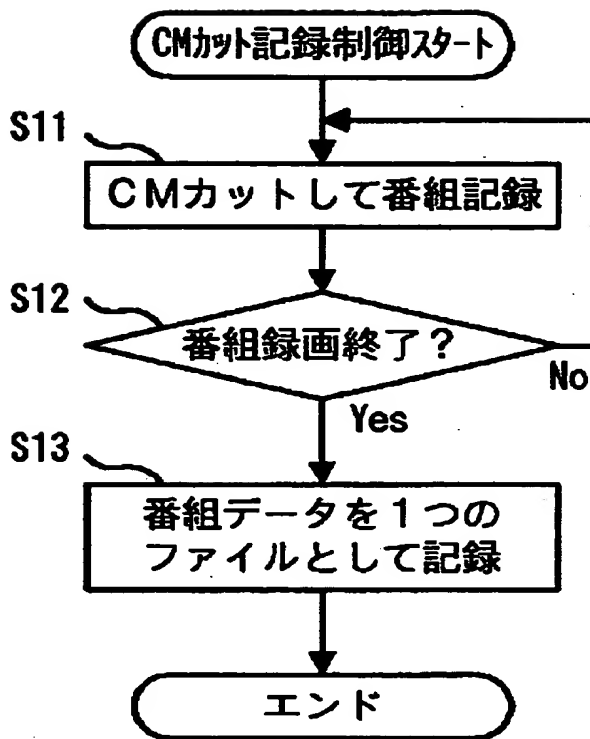 CMカット記録制御スタート
S11
CMカットして番組記録
S12
番組録画終了?
No
Yes
S13
番組データを1つの
ファイルとして記録
エンド